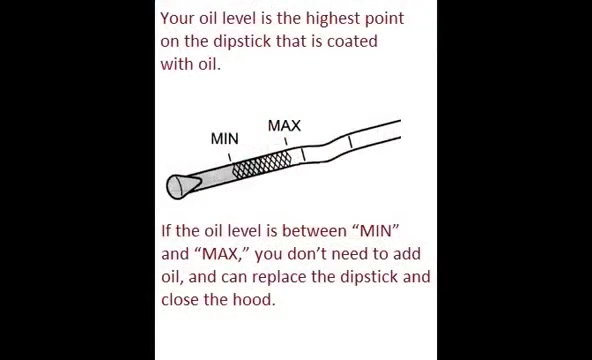 Your oil level is the highest point
on the dipstick that is coated
with oil.
MAX
MIN
If the oil level is between “MIN”
and “MAX,” you don’t need to add
oil, and can replace the dipstick and
close the hood.